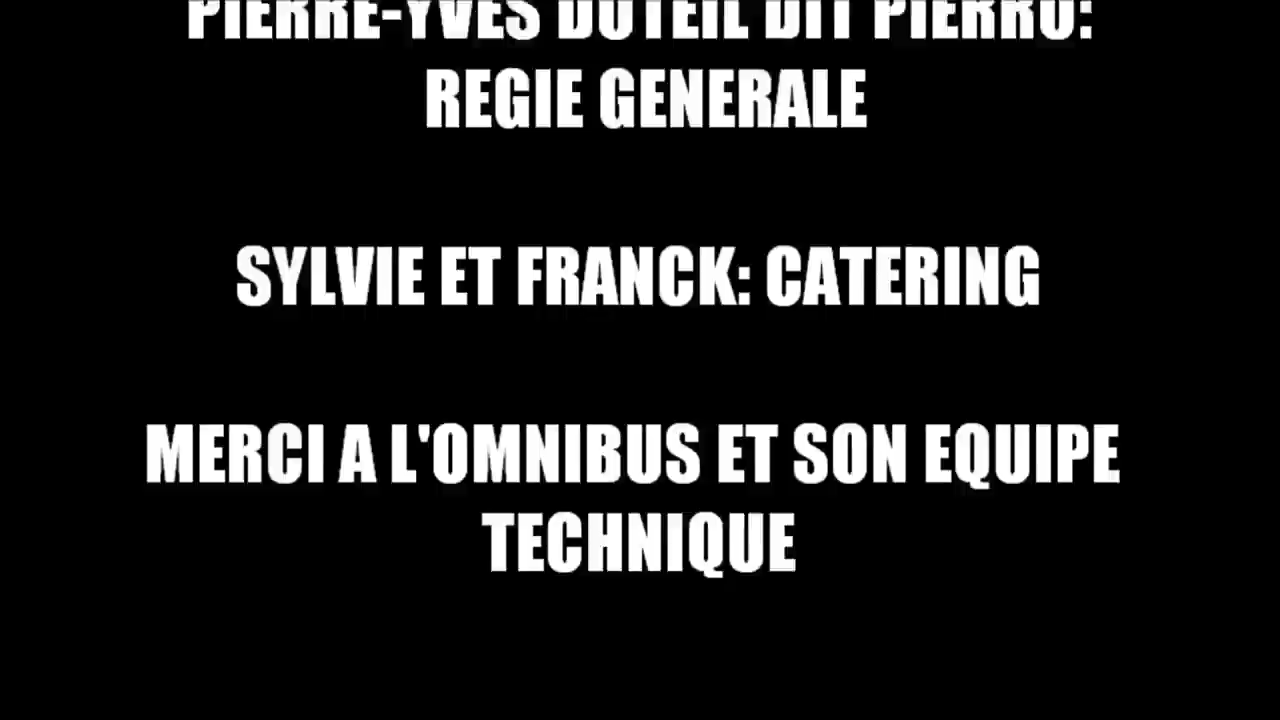 PIERRE-YVES DUTEIL DIT PIERRO:
REGIE GENERALE
SYLVIE ET FRANCK: CATERING
MERCI A L'OMNIBUS ET SON EQUIPE
TECHNIQUE